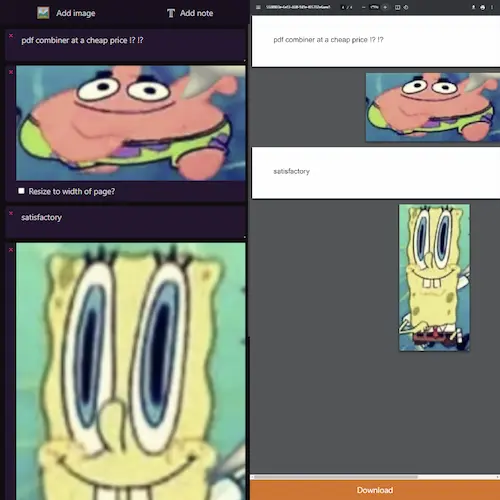 Add image
Add note
pdf combiner at a cheap price !? !?
Resize to width of page?
satisfactory
pdf combiner at a cheap price !? !?
satisfactory
Download